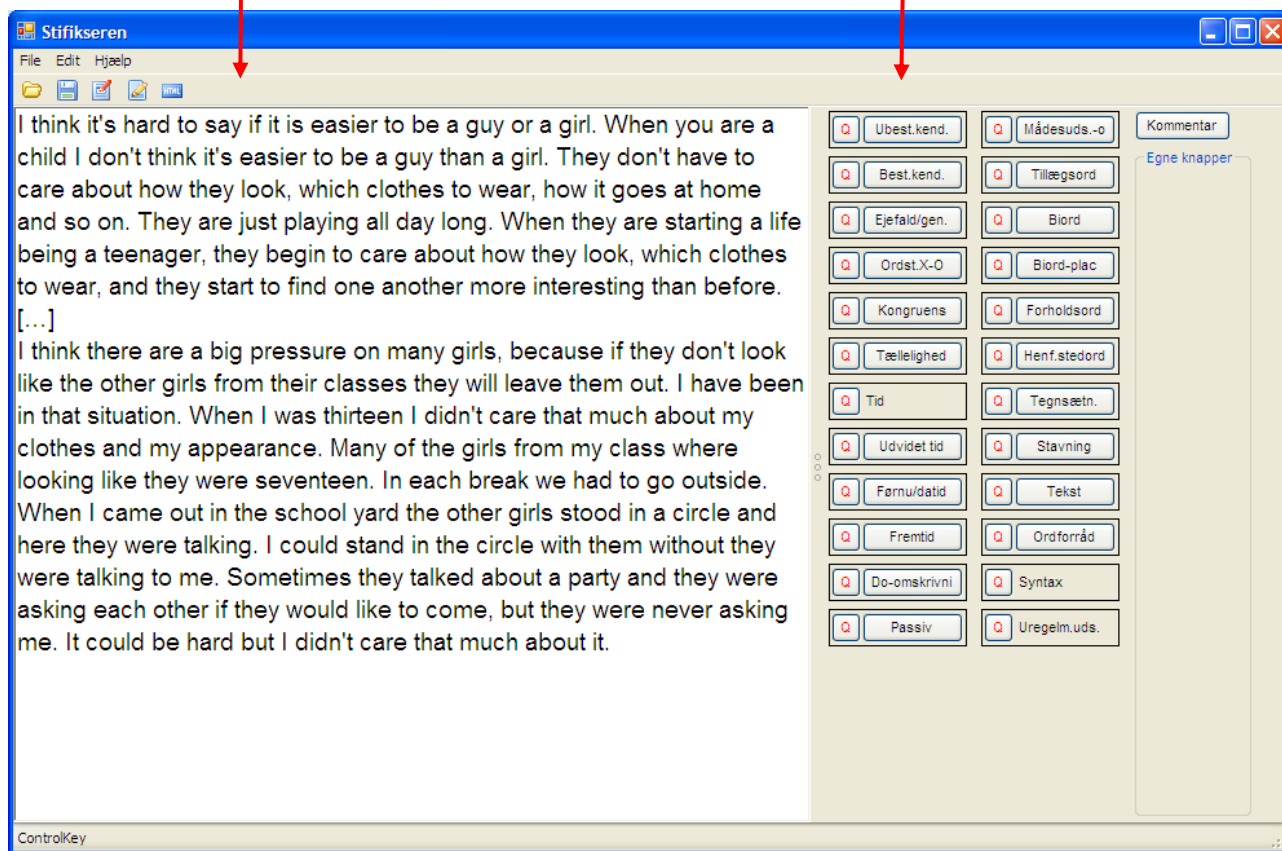 Stifikseren
File Edit Hjælp
HTML
I think it's hard to say if it is easier to be a guy or a girl. When you are a
child I don't think it's easier to be a guy than a girl. They don't have to
care about how they look, which clothes to wear, how it goes at home
and so on. They are just playing all day long. When they are starting a life
being a teenager, they begin to care about how they look, which clothes
to wear, and they start to find one another more interesting than before.
[...]
I think there are a big pressure on many girls, because if they don't look
like the other girls from their classes they will leave them out. I have been
in that situation. When I was thirteen I didn't care that much about my
clothes and my appearance. Many of the girls from my class where
looking like they were seventeen. In each break we had to go outside.
When I came out in the school yard the other girls stood in a circle and
here they were talking. I could stand in the circle with them without they
were talking to me. Sometimes they talked about a party and they were
asking each other if they would like to come, but they were never asking
me. It could be hard but I didn't care that much about it.
Q Ubest.kend. Q Mådesuds.-o Kommentar
Q Best.kend. Q Tillægsord Egne knapper
Q Ejefald/gen. Q Biord
Q Ordst.X-O Q Biord-plac
Q Kongruens Q Forholdsord
Q Tællelighed Q Henf.stedord
Q Tid Q Tegnsætn.
Q Udvidet tid Q Stavning
Q Førnu/datid Q Tekst
Q Fremtid Q Ordforråd
Q Do-omskrivni Q Syntax
Q Passiv Q Uregelm.uds.
ControlKey